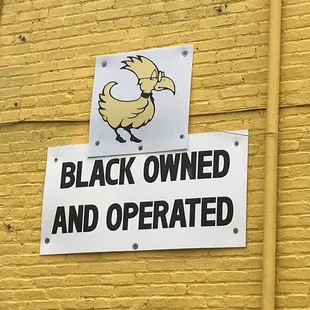 BLACK OWNED
AND OPERATED